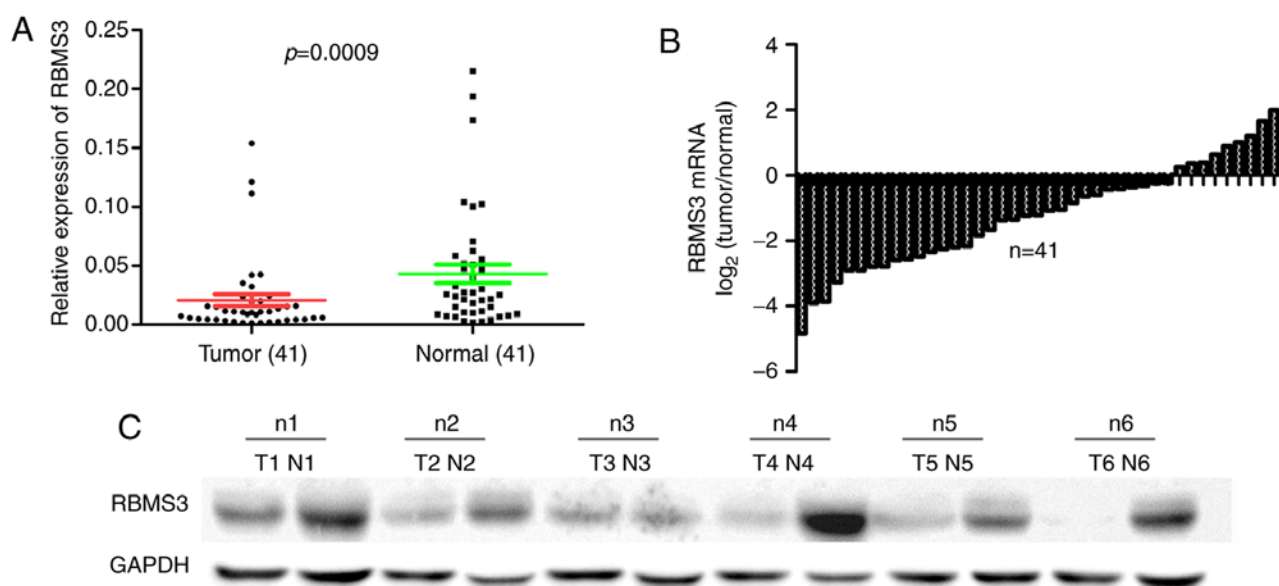 A
Relative expression of RBMS3
0.25
0.20
0.15
0.10
0.05
0.00
p=0.0009
Tumor (41)
Normal (41)
B
RBMS3 mRNA
log₂ (tumor/normal)
4
2
0
−2
−4
−6
n=41
C
n1 n2 n3 n4 n5 n6
T1 N1 T2 N2 T3 N3 T4 N4 T5 N5 T6 N6
RBMS3
GAPDH